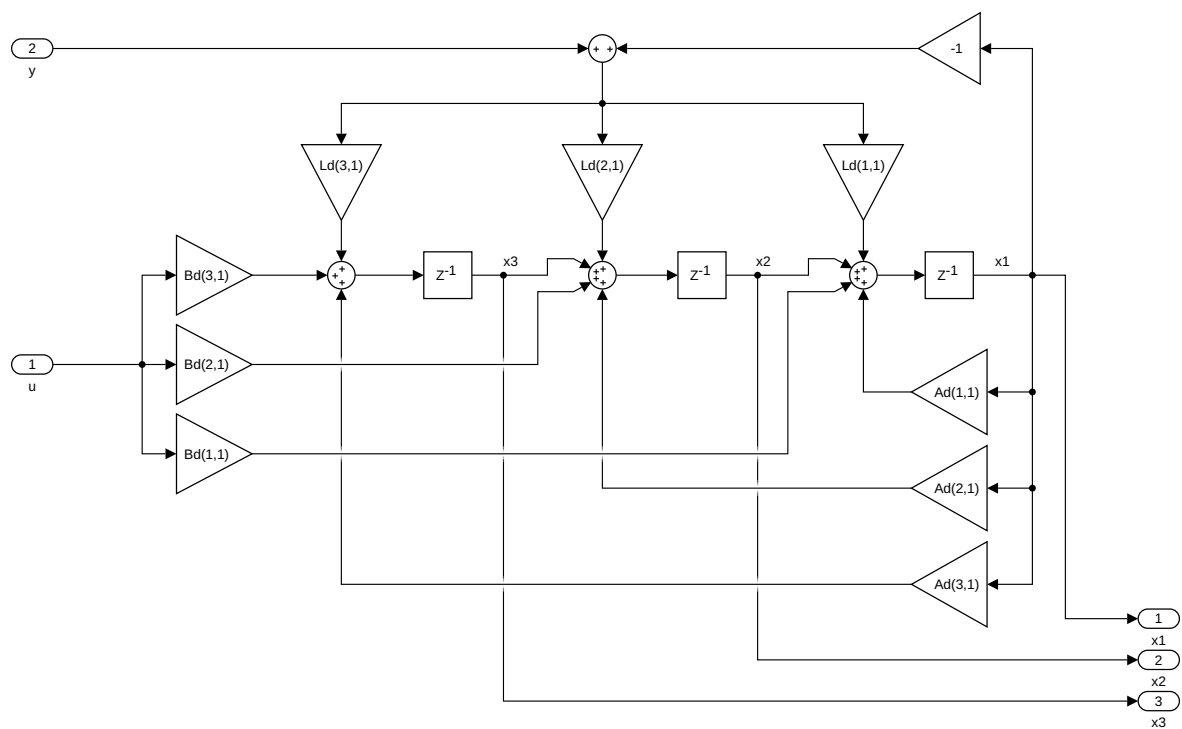 2
y
+ +
-1
Ld(3,1)
Ld(2,1)
Ld(1,1)
Bd(3,1)
+
+
+
Z-1
x3
+
+
+
+
Z-1
x2
+
+
+
+
Z-1
x1
1
u
Bd(2,1)
Ad(1,1)
Bd(1,1)
Ad(2,1)
Ad(3,1)
1
x1
2
x2
3
x3